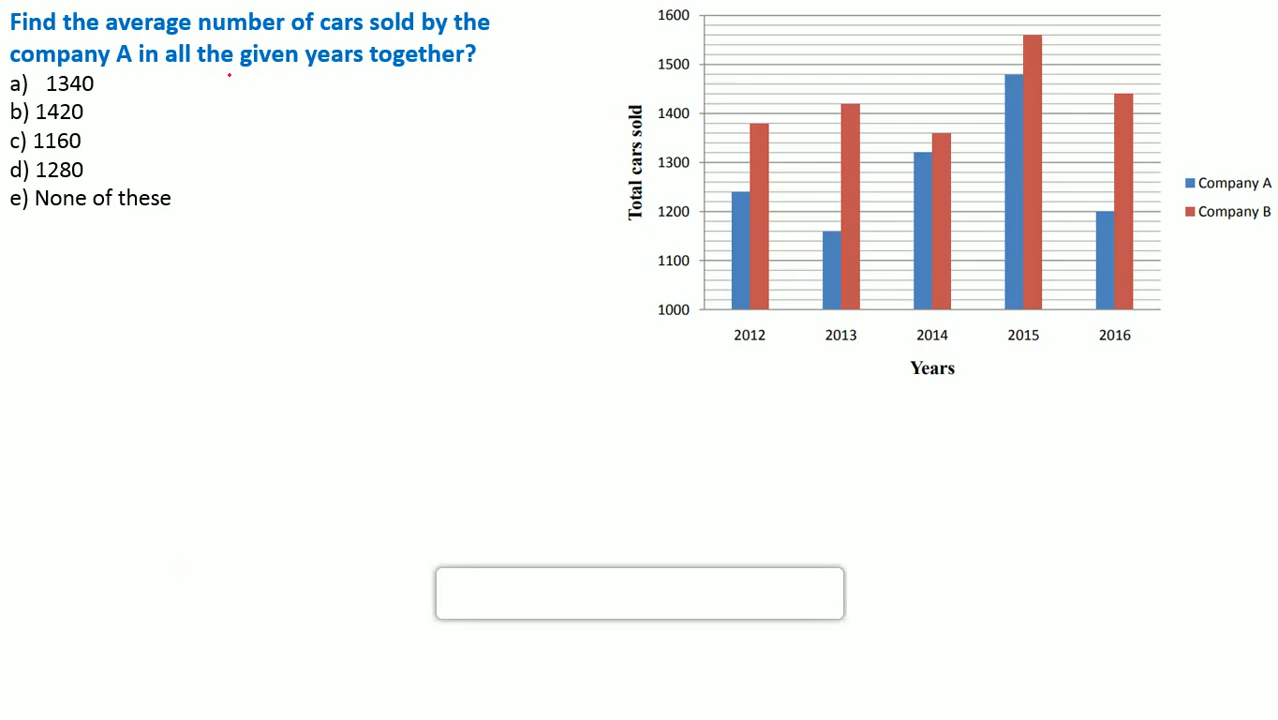 Find the average number of cars sold by the
company A in all the given years together?
a) 1340
b) 1420
c) 1160
d) 1280
e) None of these
1600
1500
1400
1300
1200
1100
1000
Total cars sold
2012 2013 2014 2015 2016
Years
Company A
Company B